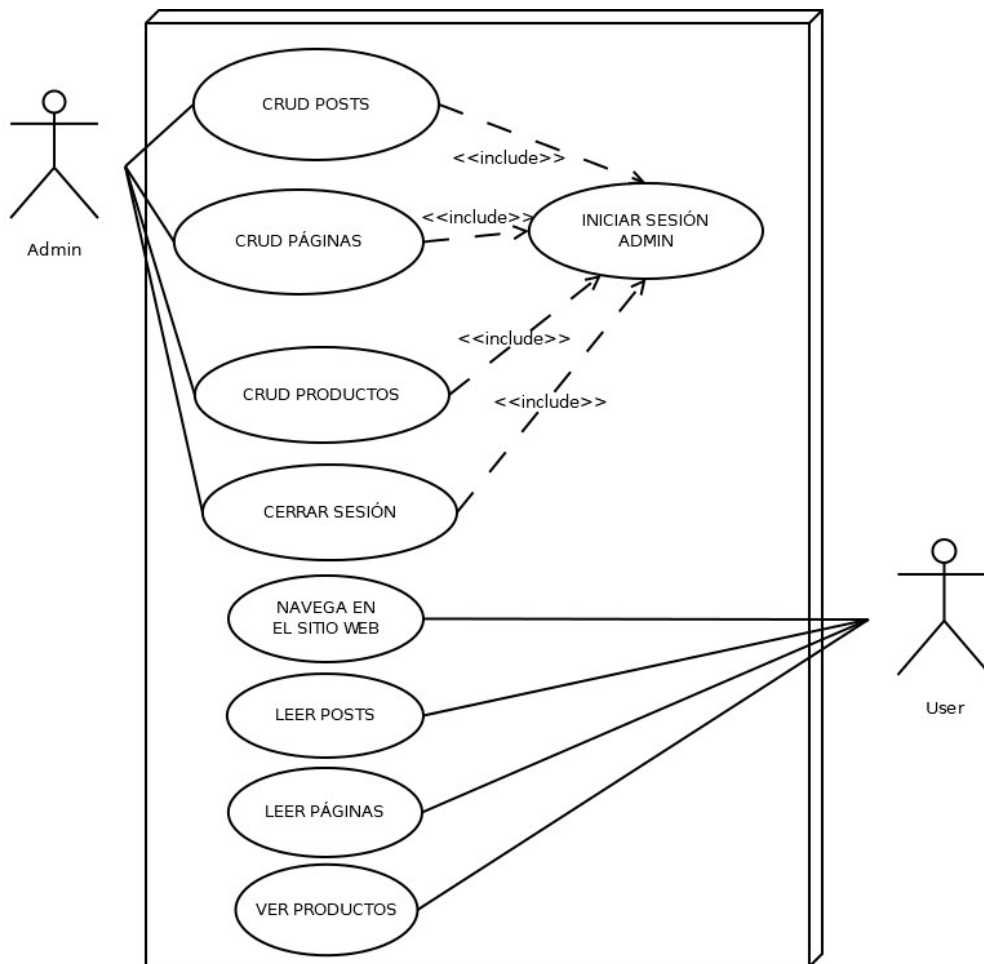 CRUD POSTS
<<include>>
Admin
CRUD PÁGINAS
<<include>>
INICIAR SESIÓN
ADMIN
<<include>>
CRUD PRODUCTOS
<<include>>
CERRAR SESIÓN
NAVEGA EN
EL SITIO WEB
User
LEER POSTS
LEER PÁGINAS
VER PRODUCTOS